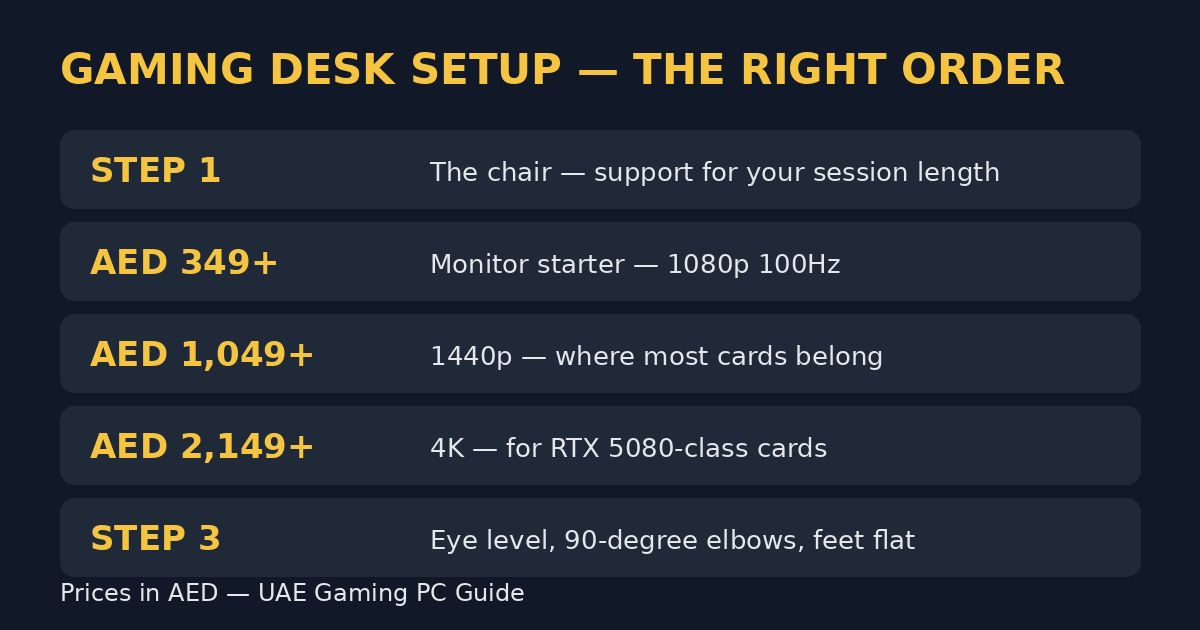 GAMING DESK SETUP — THE RIGHT ORDER
STEP 1 The chair — support for your session length
AED 349+ Monitor starter — 1080p 100Hz
AED 1,049+ 1440p — where most cards belong
AED 2,149+ 4K — for RTX 5080-class cards
STEP 3 Eye level, 90-degree elbows, feet flat
Prices in AED — UAE Gaming PC Guide